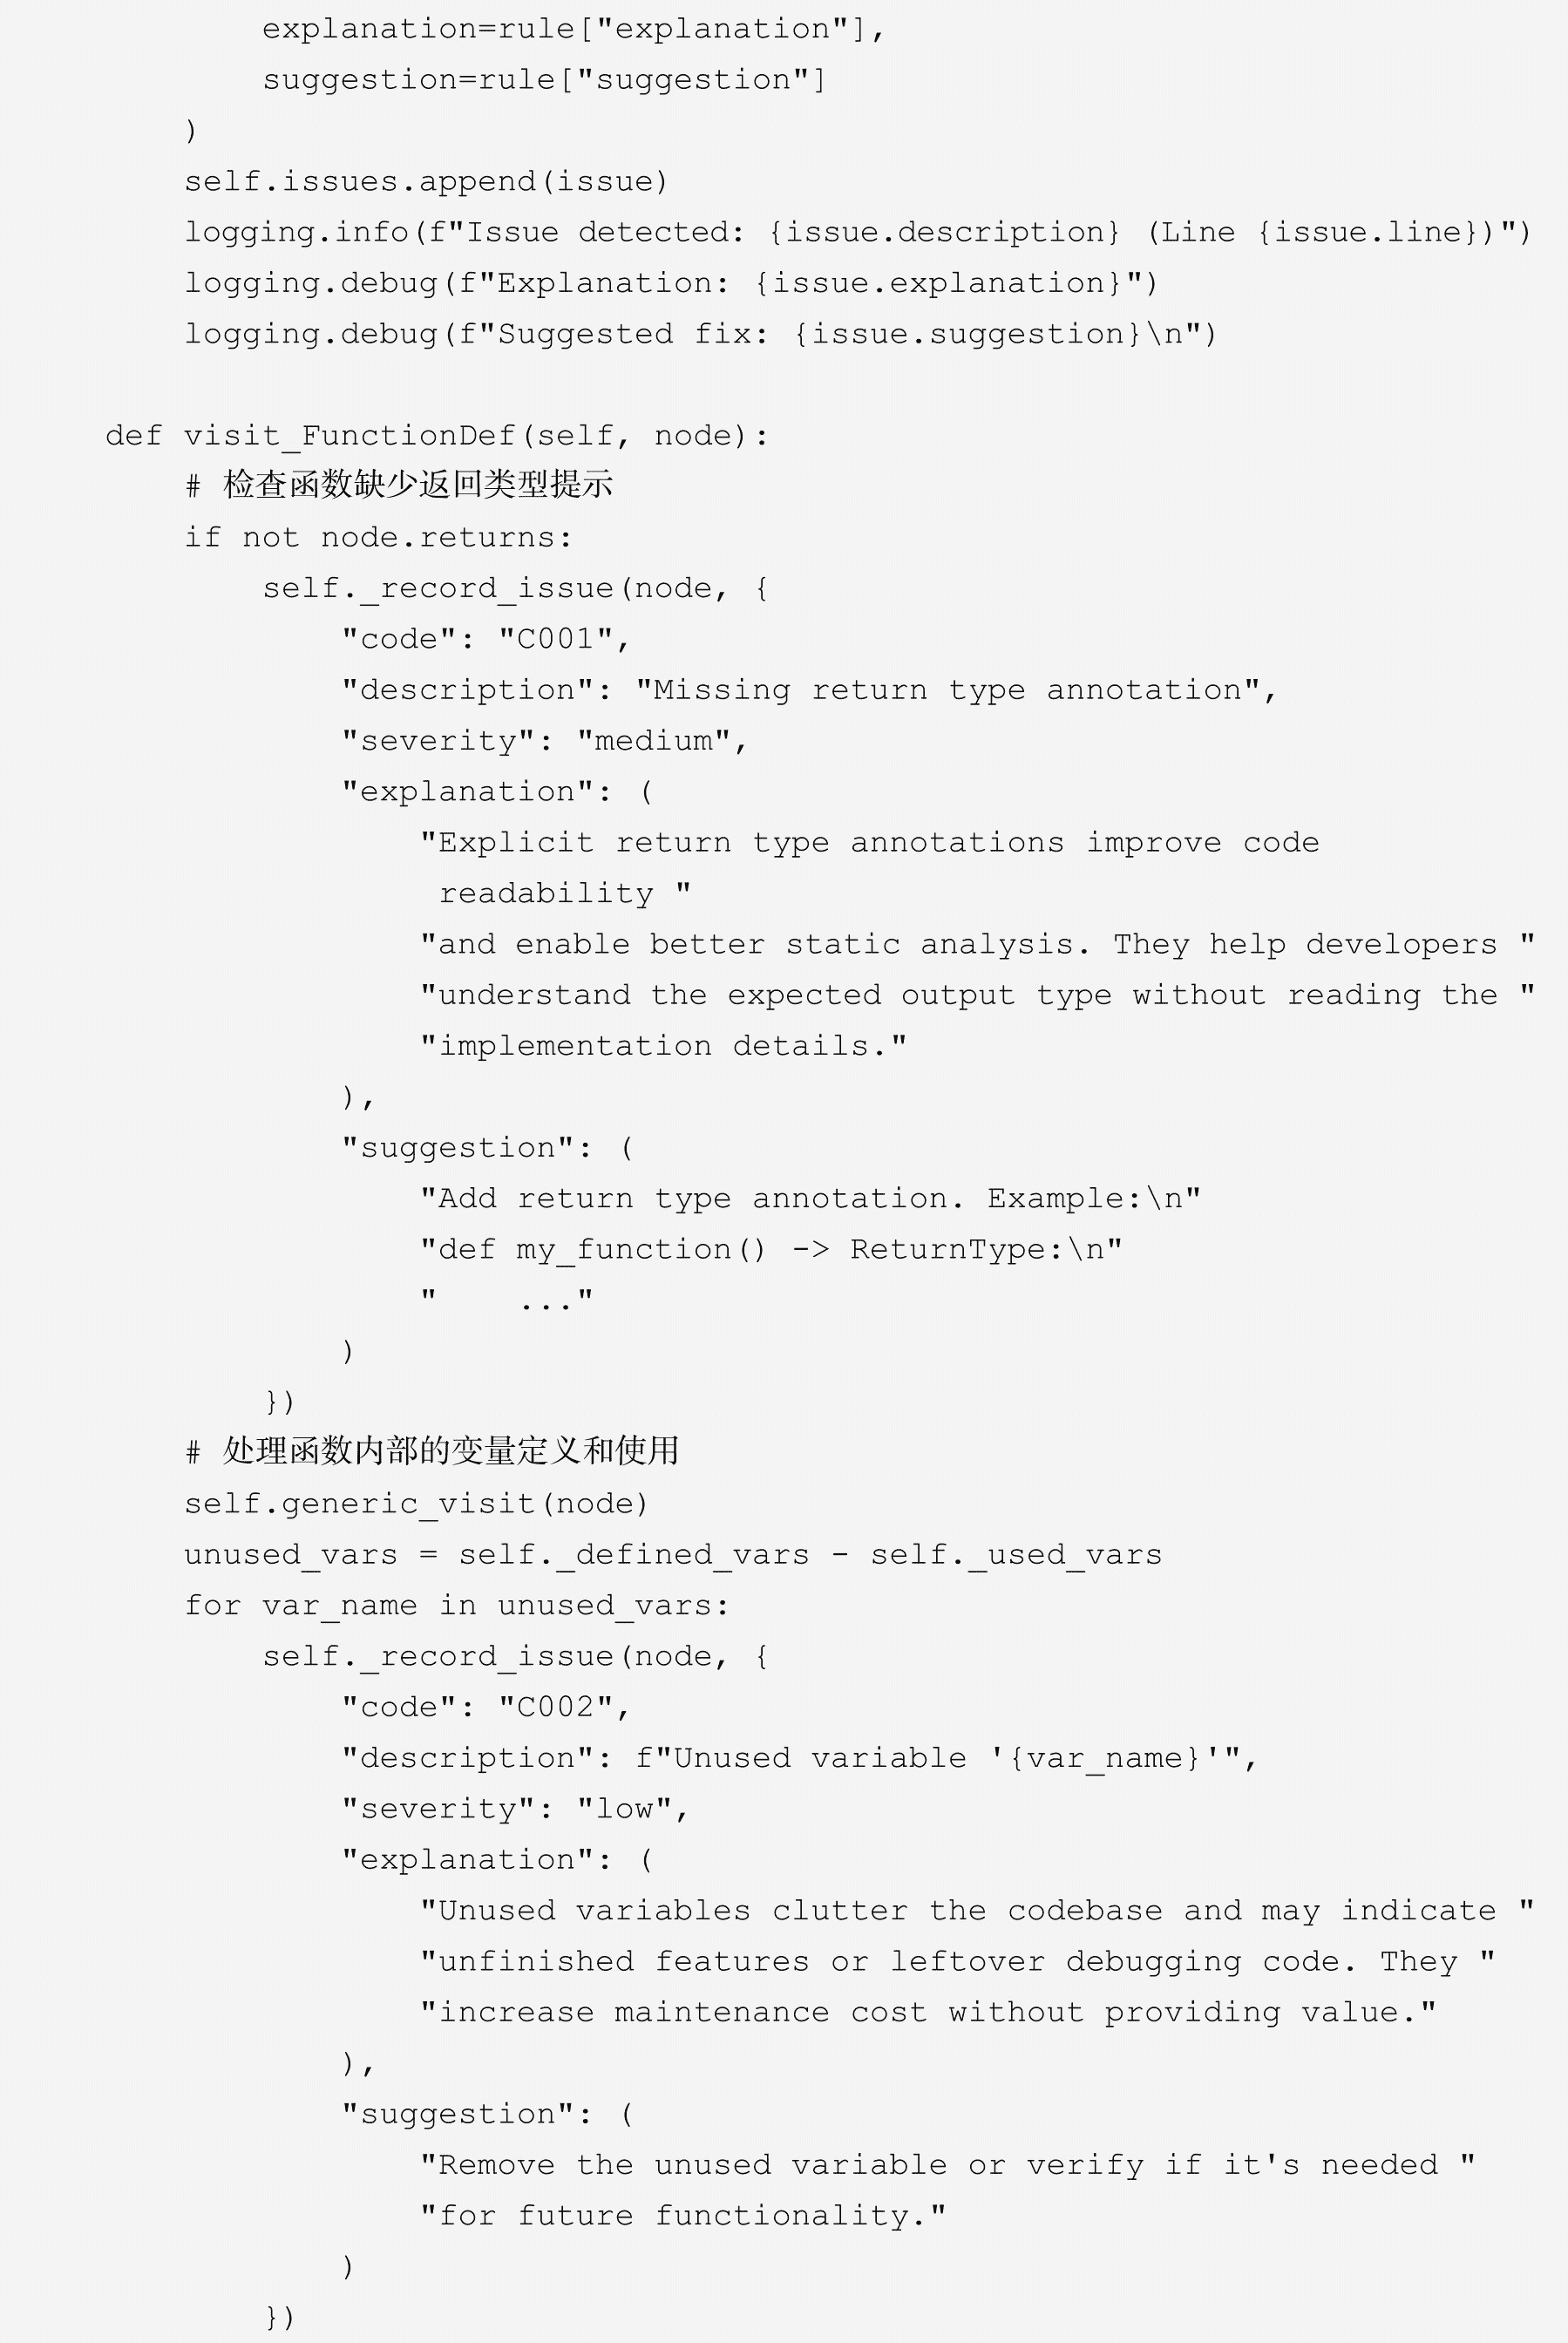 explanation=rule["explanation"],
            suggestion=rule["suggestion"]
        )
        self.issues.append(issue)
        logging.info(f"Issue detected: {issue.description} (Line {issue.line})")
        logging.debug(f"Explanation: {issue.explanation}")
        logging.debug(f"Suggested fix: {issue.suggestion}\n")

    def visit_FunctionDef(self, node):
        # 检查函数缺少返回类型提示
        if not node.returns:
            self._record_issue(node, {
                "code": "C001",
                "description": "Missing return type annotation",
                "severity": "medium",
                "explanation": (
                    "Explicit return type annotations improve code
                     readability "
                    "and enable better static analysis. They help developers "
                    "understand the expected output type without reading the "
                    "implementation details."
                ),
                "suggestion": (
                    "Add return type annotation. Example:\n"
                    "def my_function() -> ReturnType:\n"
                    "    ..."
                )
            })
        # 处理函数内部的变量定义和使用
        self.generic_visit(node)
        unused_vars = self._defined_vars - self._used_vars
        for var_name in unused_vars:
            self._record_issue(node, {
                "code": "C002",
                "description": f"Unused variable '{var_name}'",
                "severity": "low",
                "explanation": (
                    "Unused variables clutter the codebase and may indicate "
                    "unfinished features or leftover debugging code. They "
                    "increase maintenance cost without providing value."
                ),
                "suggestion": (
                    "Remove the unused variable or verify if it's needed "
                    "for future functionality."
                )
            })